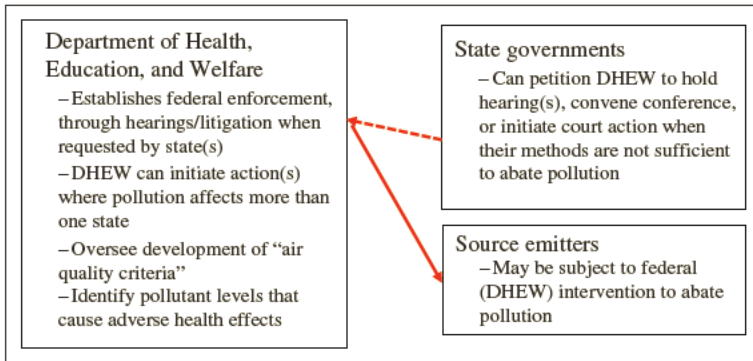 Department of Health,
Education, and Welfare
–Establishes federal enforcement,
through hearings/litigation when
requested by state(s)
–DHEW can initiate action(s)
where pollution affects more than
one state
–Oversee development of “air
quality criteria”
–Identify pollutant levels that
cause adverse health effects
State governments
–Can petition DHEW to hold
hearing(s), convene conference,
or initiate court action when
their methods are not sufficient
to abate pollution
Source emitters
–May be subject to federal
(DHEW) intervention to abate
pollution